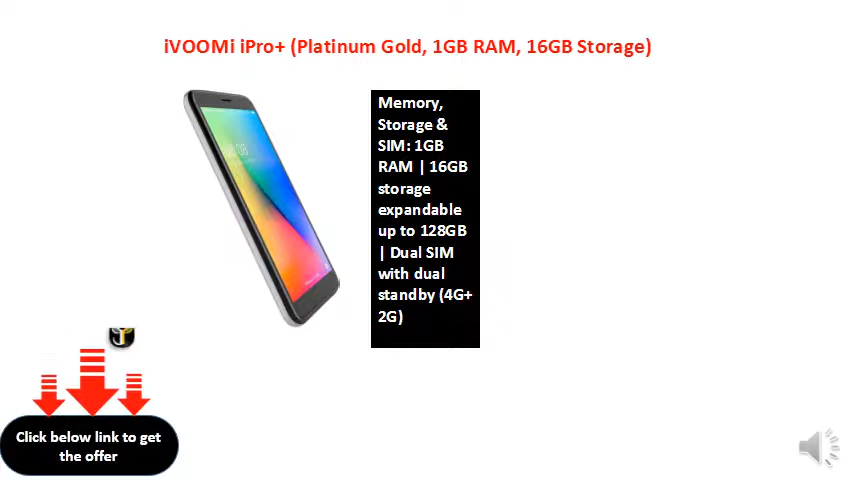 iVOOMi iPro+ (Platinum Gold, 1GB RAM, 16GB Storage)
Memory,
Storage &
SIM: 1GB
RAM | 16GB
storage
expandable
up to 128GB
| Dual SIM
with dual
standby (4G+
2G)
Click below link to get
the offer